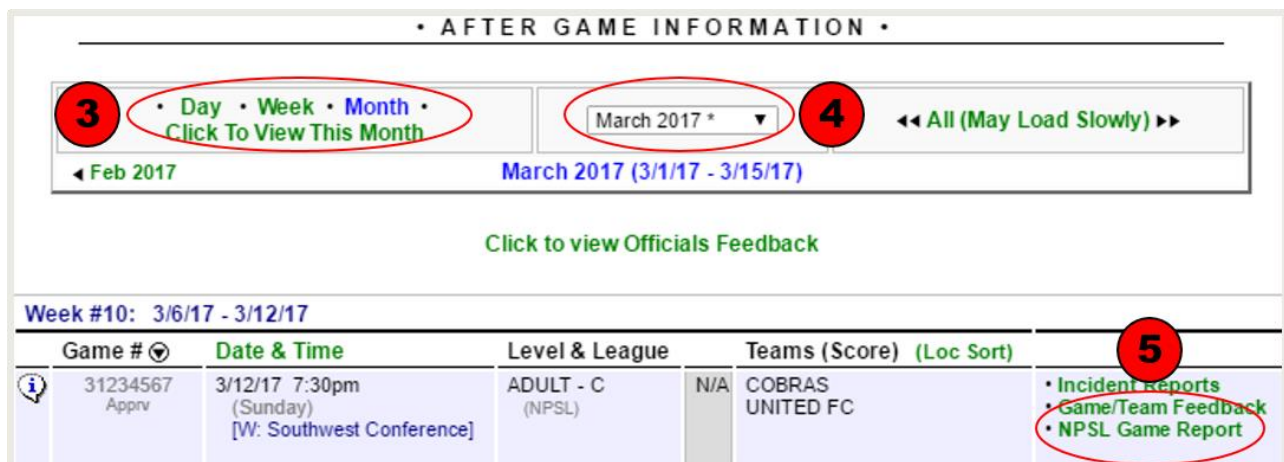 • AFTER GAME INFORMATION •
3 • Day • Week • Month •
Click To View This Month
March 2017 * ▼ 4
◄◄ All (May Load Slowly) ►►
◄ Feb 2017 March 2017 (3/1/17 - 3/15/17)
Click to view Officials Feedback
Week #10: 3/6/17 - 3/12/17
Game # Date & Time Level & League Teams (Score) (Loc Sort) 5
i 31234567 3/12/17 7:30pm ADULT - C N/A COBRAS • Incident Reports
Apprv (Sunday) (NPSL) UNITED FC • Game/Team Feedback
[W: Southwest Conference] • NPSL Game Report